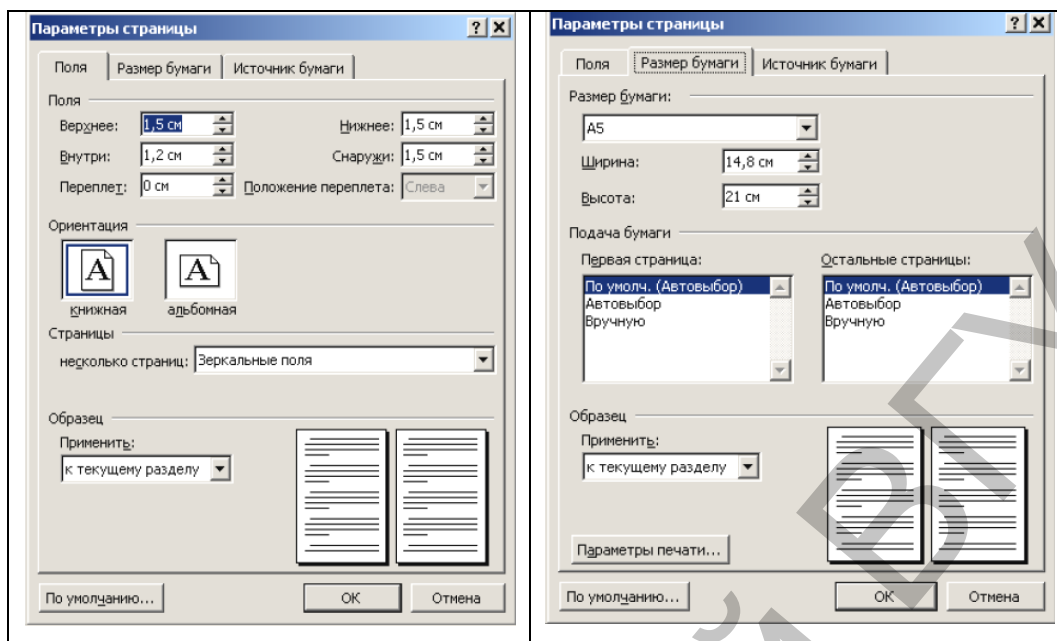 Параметры страницы
Поля Размер бумаги Источник бумаги
Поля
Верхнее: 1,5 см Нижнее: 1,5 см
Внутри: 1,2 см Снаружи: 1,5 см
Переплет: 0 см Положение переплета: Слева
Ориентация
A A
книжная альбомная
Страницы
несколько страниц: Зеркальные поля
Образец
Применить:
к текущему разделу
По умолчанию... ОК Отмена
Параметры страницы
Поля Размер бумаги Источник бумаги
Размер бумаги:
A5
Ширина: 14,8 см
Высота: 21 см
Подача бумаги
Первая страница: Остальные страницы:
По умолч. (Автовыбор) По умолч. (Автовыбор)
Автовыбор Автовыбор
Вручную Вручную
Образец
Применить:
к текущему разделу
Параметры печати...
По умолчанию... ОК Отмена